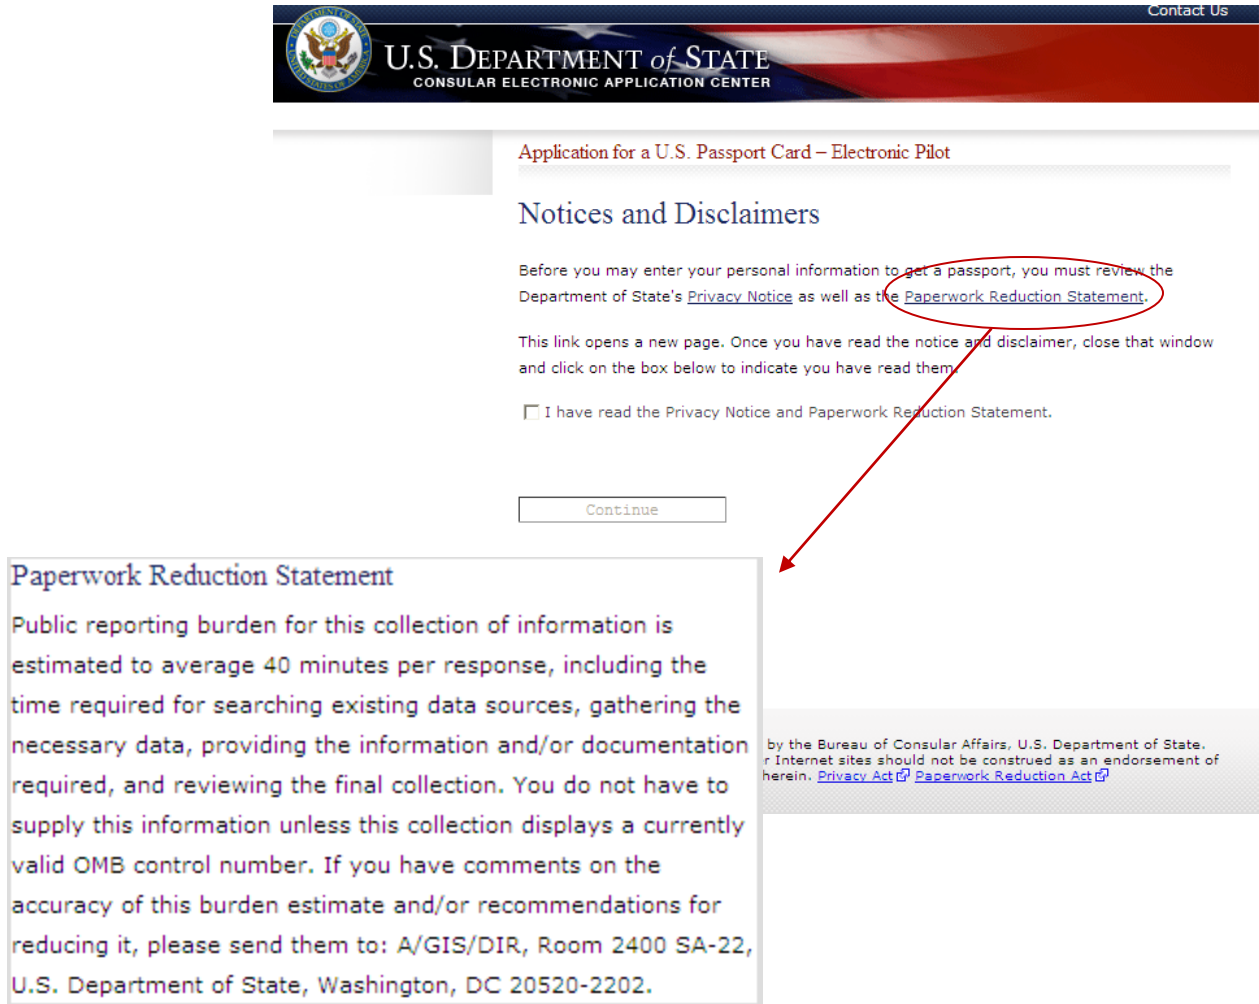 Contact Us
U.S. DEPARTMENT of STATE
CONSULAR ELECTRONIC APPLICATION CENTER
Application for a U.S. Passport Card – Electronic Pilot
Notices and Disclaimers
Before you may enter your personal information to get a passport, you must review the
Department of State's Privacy Notice as well as the Paperwork Reduction Statement.
This link opens a new page. Once you have read the notice and disclaimer, close that window
and click on the box below to indicate you have read them.
I have read the Privacy Notice and Paperwork Reduction Statement.
Continue
Paperwork Reduction Statement
Public reporting burden for this collection of information is
estimated to average 40 minutes per response, including the
time required for searching existing data sources, gathering the
necessary data, providing the information and/or documentation
required, and reviewing the final collection. You do not have to
supply this information unless this collection displays a currently
valid OMB control number. If you have comments on the
accuracy of this burden estimate and/or recommendations for
reducing it, please send them to: A/GIS/DIR, Room 2400 SA-22,
U.S. Department of State, Washington, DC 20520-2202.
by the Bureau of Consular Affairs, U.S. Department of State.
r Internet sites should not be construed as an endorsement of
herein. Privacy Act Paperwork Reduction Act